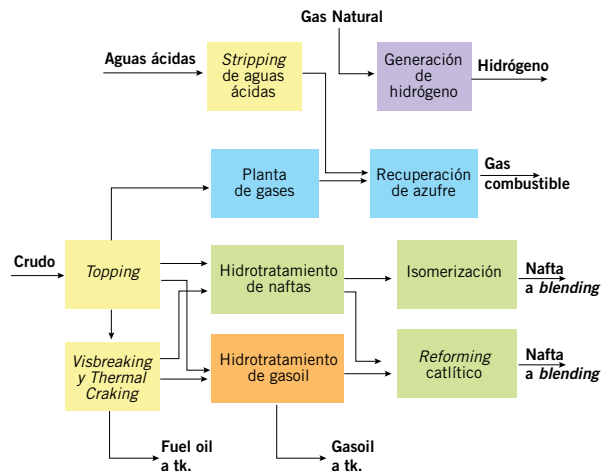 Gas Natural
Aguas ácidas
Stripping
de aguas
ácidas
Generación
de
hidrógeno
Hidrógeno
Planta
de gases
Recuperación
de azufre
Gas
combustible
Crudo
Topping
Hidrotratamiento
de naftas
Isomerización
Nafta
a blending
Visbreaking
y Thermal
Craking
Hidrotratamiento
de gasoil
Reforming
catlítico
Nafta
a blending
Fuel oil
a tk.
Gasoil
a tk.